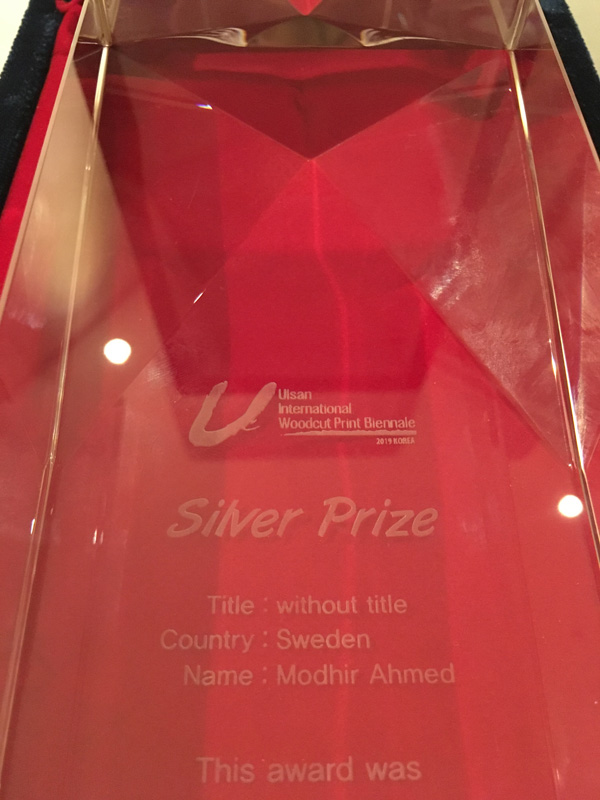 Ue
Ulsan
International
Woodcut Print Biennale
2019 KOREA
Silver Prize
Title : without title
Country : Sweden
Name : Modhir Ahmed
This award was